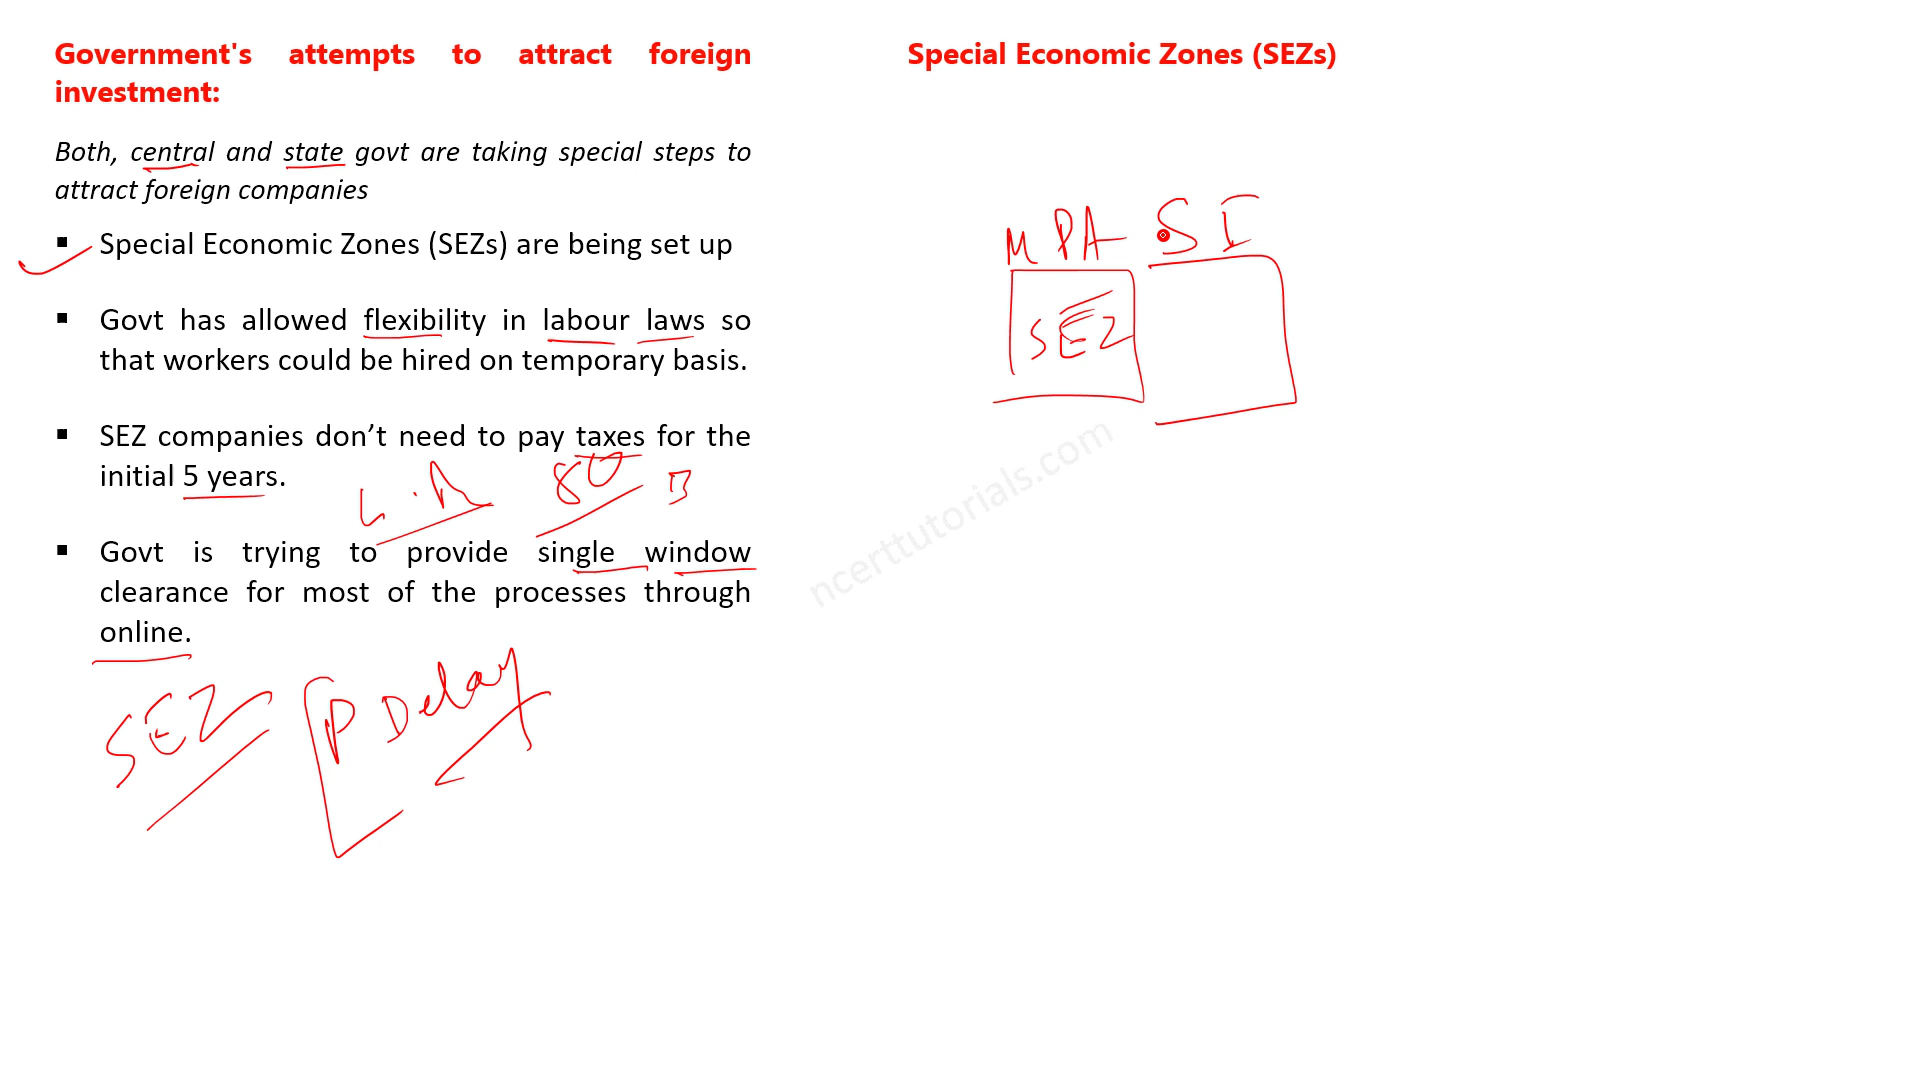 Government's attempts to attract foreign
investment:
Both, central and state govt are taking special steps to
attract foreign companies
▪ Special Economic Zones (SEZs) are being set up
▪ Govt has allowed flexibility in labour laws so
that workers could be hired on temporary basis.
▪ SEZ companies don’t need to pay taxes for the
initial 5 years.
▪ Govt is trying to provide single window
clearance for most of the processes through
online.
SEZ P Delay
Special Economic Zones (SEZs)
MPA SI
SEZ
ncerttutorials.com